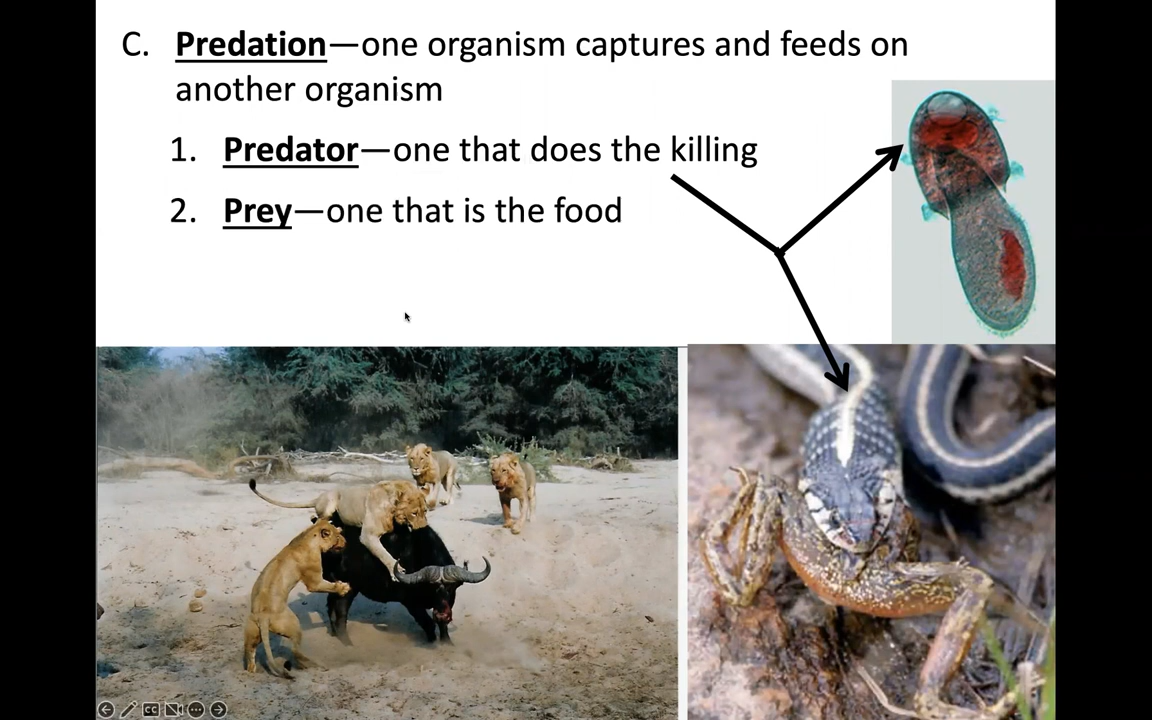 C. Predation—one organism captures and feeds on
another organism
1. Predator—one that does the killing
2. Prey—one that is the food
CC